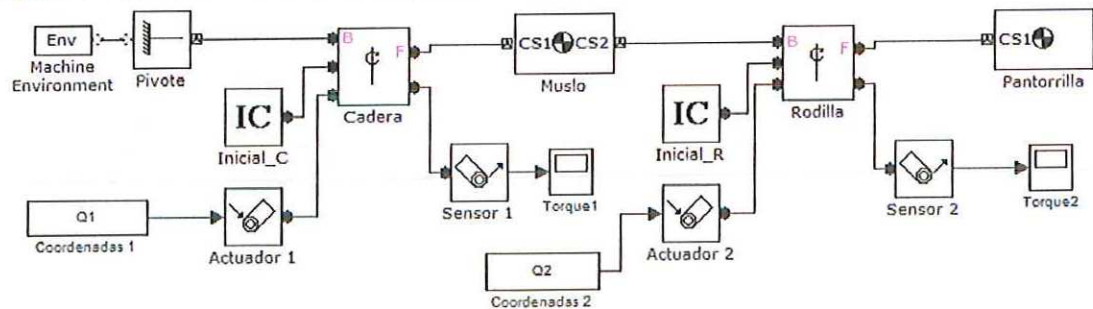 Env
Machine
Environment
Pivote
B
F
Cadera
CS1
CS2
Muslo
B
F
Rodilla
CS1
Pantorrilla
IC
Inicial_C
IC
Inicial_R
Sensor 1
Torque1
Sensor 2
Torque2
Q1
Coordenadas 1
Actuador 1
Q2
Coordenadas 2
Actuador 2